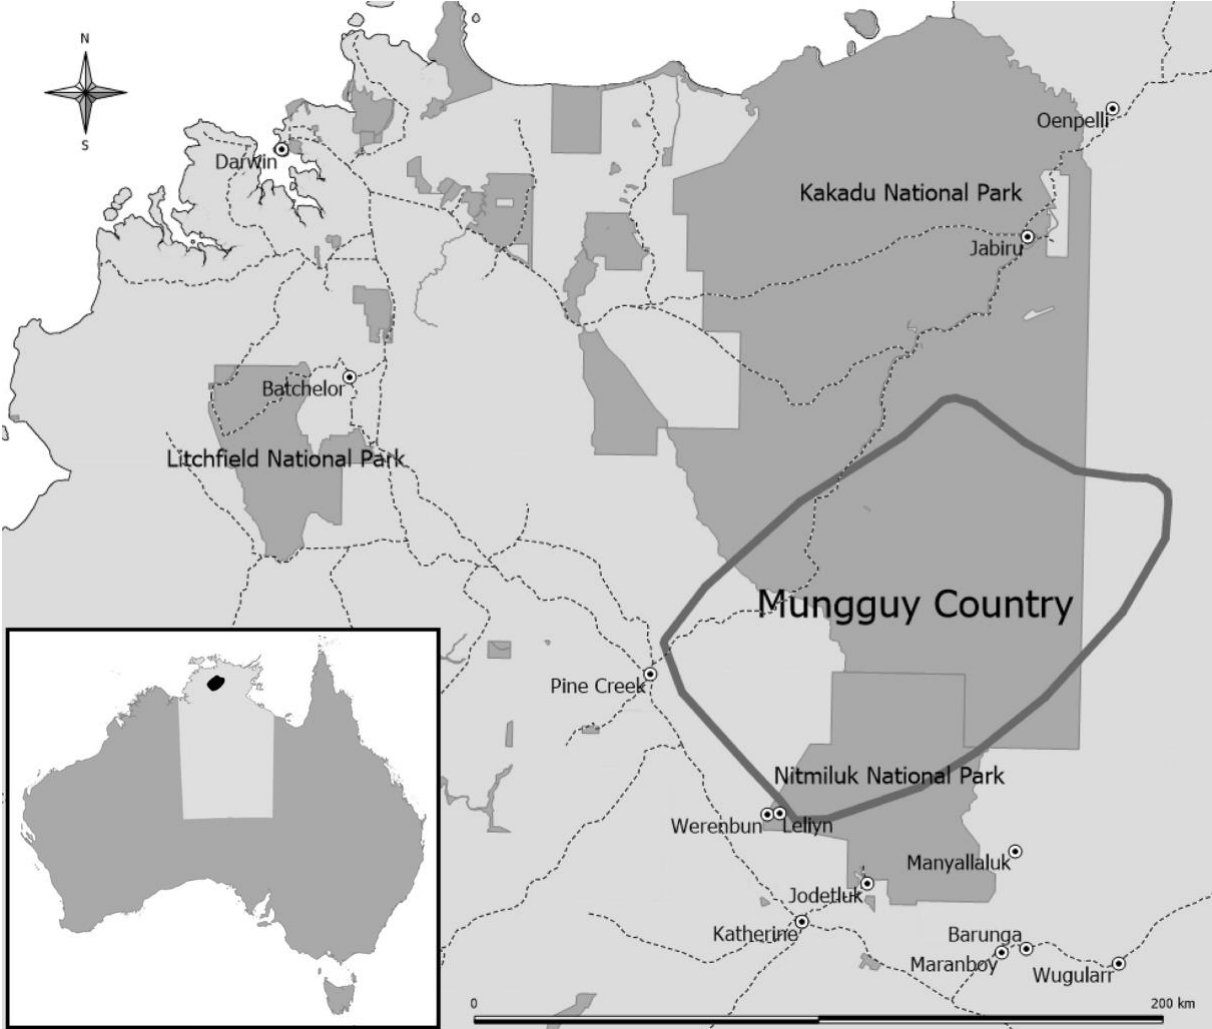 N
S
Oenpelli
Darwin
Kakadu National Park
Jabiru
Batchelor
Litchfield National Park
Mungguy Country
Pine Creek
Nitmiluk National Park
Werenbun
Leliyn
Manyallaluk
Jodetluk
Katherine
Barunga
Maranboy
Wugularr
0
200 km